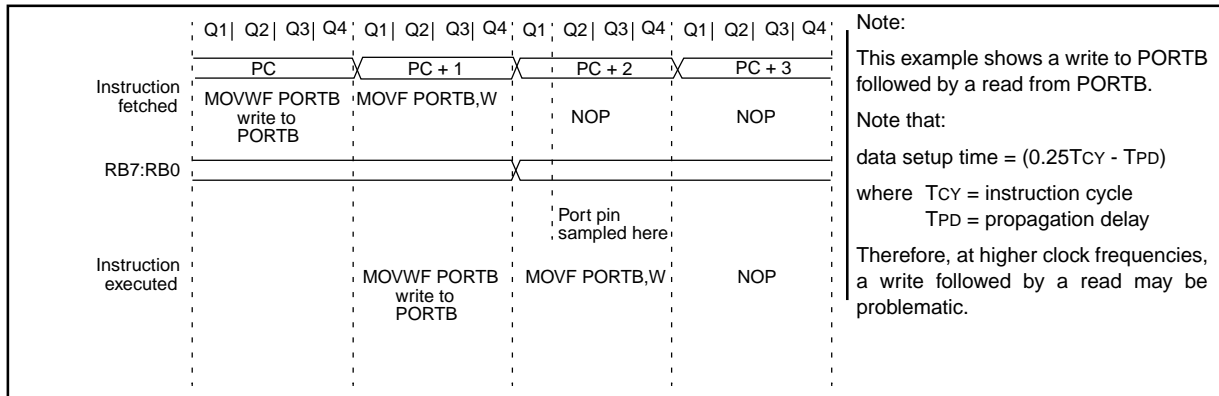 Q1| Q2| Q3| Q4 Q1| Q2| Q3| Q4 Q1| Q2| Q3| Q4 Q1| Q2| Q3| Q4
PC PC + 1 PC + 2 PC + 3
Instruction
fetched
MOVWF PORTB
write to
PORTB
MOVF PORTB,W
NOP
NOP
RB7:RB0
Port pin
sampled here
Instruction
executed
MOVWF PORTB
write to
PORTB
MOVF PORTB,W
NOP
Note:
This example shows a write to PORTB
followed by a read from PORTB.
Note that:
data setup time = (0.25TCY - TPD)
where TCY = instruction cycle
TPD = propagation delay
Therefore, at higher clock frequencies,
a write followed by a read may be
problematic.